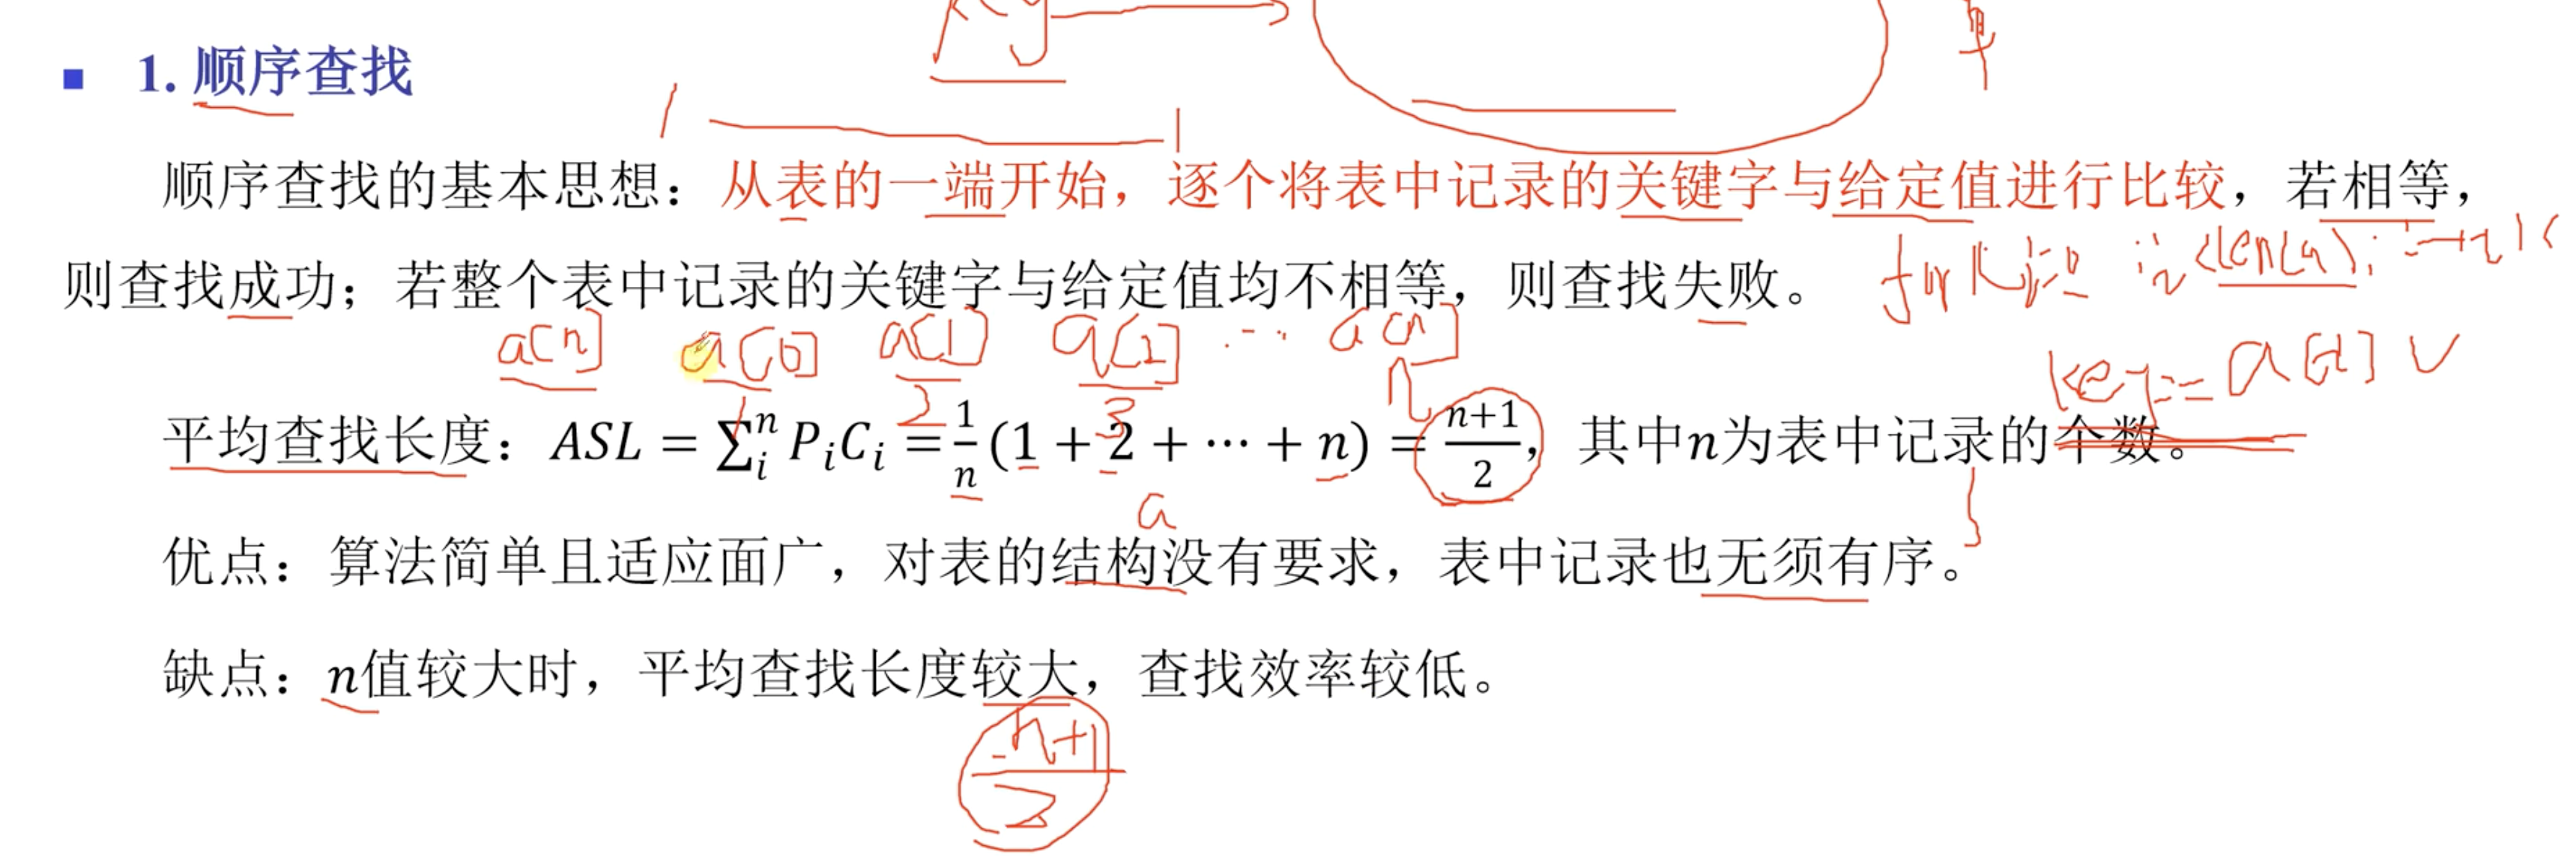 1. 顺序查找
顺序查找的基本思想：从表的一端开始，逐个将表中记录的关键字与给定值进行比较，若相等，
则查找成功；若整个表中记录的关键字与给定值均不相等，则查找失败。
a[n] a[0] a[1] a[2] a[n]
key== a[i]
1 2 3 n
平均查找长度：ASL = ∑ᵢⁿ PᵢCᵢ = 1/n (1 + 2 + ⋯ + n) = (n+1)/2，其中n为表中记录的个数。
a
优点：算法简单且适应面广，对表的结构没有要求，表中记录也无须有序。
缺点：n值较大时，平均查找长度较大，查找效率较低。
n+1
2